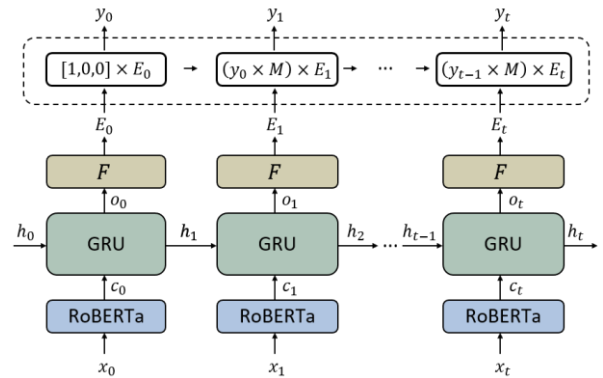 y₀ y₁ yₜ
[1,0,0] × E₀ (y₀ × M) × E₁ ⋯ (yₜ₋₁ × M) × Eₜ
E₀ E₁ Eₜ
F F F
o₀ o₁ oₜ
h₀ GRU h₁ GRU h₂ ⋯ hₜ₋₁ GRU hₜ
c₀ c₁ cₜ
RoBERTa RoBERTa RoBERTa
x₀ x₁ xₜ